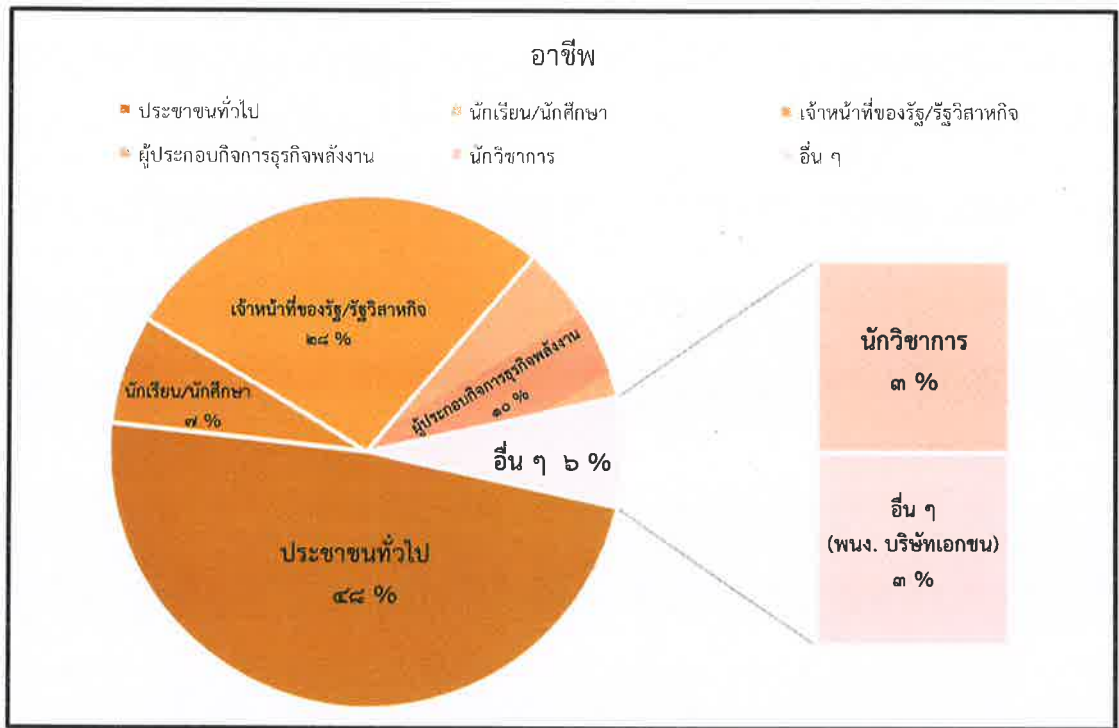 อาชีพ
ประชาชนทั่วไป
นักเรียน/นักศึกษา
เจ้าหน้าที่ของรัฐ/รัฐวิสาหกิจ
ผู้ประกอบกิจการธุรกิจพลังงาน
นักวิชาการ
อื่น ๆ
เจ้าหน้าที่ของรัฐ/รัฐวิสาหกิจ
๒๘ %
ผู้ประกอบกิจการธุรกิจพลังงาน
๑๐ %
นักเรียน/นักศึกษา
๗ %
อื่น ๆ ๖ %
ประชาชนทั่วไป
๔๘ %
นักวิชาการ
๓ %
อื่น ๆ
(พนง. บริษัทเอกชน)
๓ %